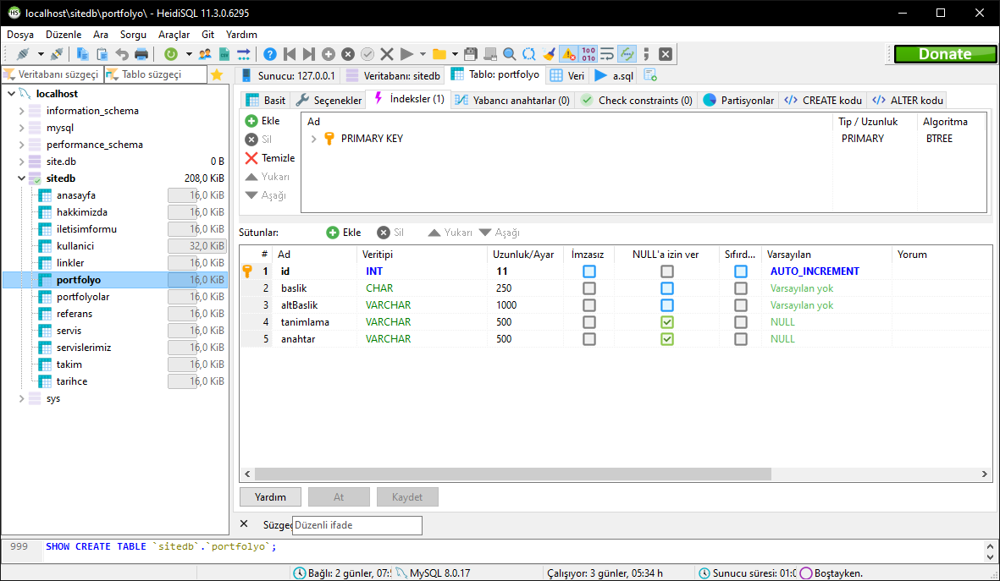 localhost\sitedb\portfolyo\ - HeidiSQL 11.3.0.6295
Dosya Düzenle Ara Sorgu Araçlar Git Yardım
Donate
Veritabanı süzgeci Tablo süzgeci
Sunucu: 127.0.0.1 Veritabanı: sitedb Tablo: portfolyo Veri a.sql
localhost
information_schema
mysql
performance_schema
site.db 0 B
sitedb 208,0 KiB
anasayfa 16,0 KiB
hakkimizda 16,0 KiB
iletisimformu 16,0 KiB
kullanici 32,0 KiB
linkler 16,0 KiB
portfolyo 16,0 KiB
portfolyolar 16,0 KiB
referans 16,0 KiB
servis 16,0 KiB
servislerimiz 16,0 KiB
takim 16,0 KiB
tarihce 16,0 KiB
sys
Basit Seçenekler İndeksler (1) Yabancı anahtarlar (0) Check constraints (0) Partisyonlar CREATE kodu ALTER kodu
Ekle
Sil
Temizle
Yukarı
Aşağı
Ad Tip / Uzunluk Algoritma
PRIMARY KEY PRIMARY BTREE
Sütunlar: Ekle Sil Yukarı Aşağı
# Ad Veritipi Uzunluk/Ayar İmzasız NULL'a izin ver Sıfırd... Varsayılan Yorum
1 id INT 11 AUTO_INCREMENT
2 baslik CHAR 250 Varsayılan yok
3 altBaslik VARCHAR 1000 Varsayılan yok
4 tanimlama VARCHAR 500 NULL
5 anahtar VARCHAR 500 NULL
Yardım At Kaydet
Süzgeç Düzenli ifade
999 SHOW CREATE TABLE `sitedb`.`portfolyo`;
Bağlı: 2 günler, 07:5 MySQL 8.0.17 Çalışıyor: 3 günler, 05:34 h Sunucu süresi: 01:0 Boştayken.